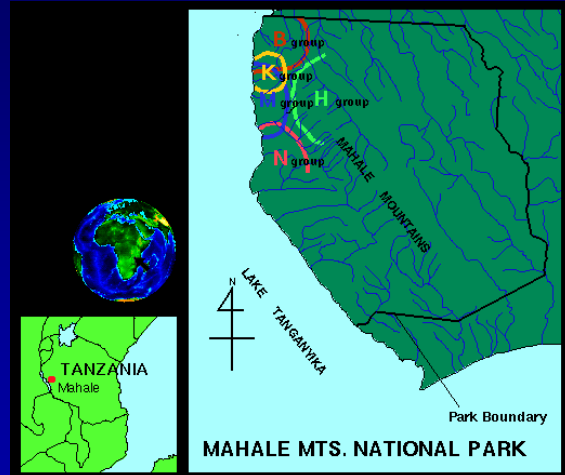 B group
K group
M group
H group
N group
MAHALE MOUNTAINS
N
LAKE TANGANYIKA
TANZANIA
Mahale
Park Boundary
MAHALE MTS. NATIONAL PARK